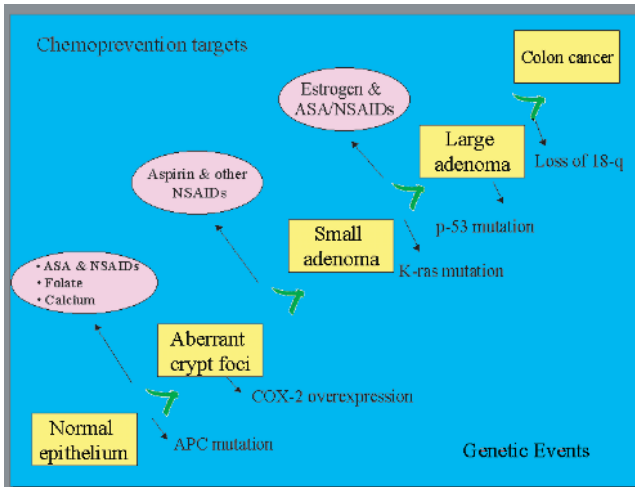 Chemoprevention targets
Colon cancer
Estrogen &
ASA/NSAIDs
Large
adenoma
Loss of 18-q
Aspirin & other
NSAIDs
p-53 mutation
Small
adenoma
K-ras mutation
• ASA & NSAIDs
• Folate
• Calcium
Aberrant
crypt foci
COX-2 overexpression
Normal
epithelium
APC mutation
Genetic Events